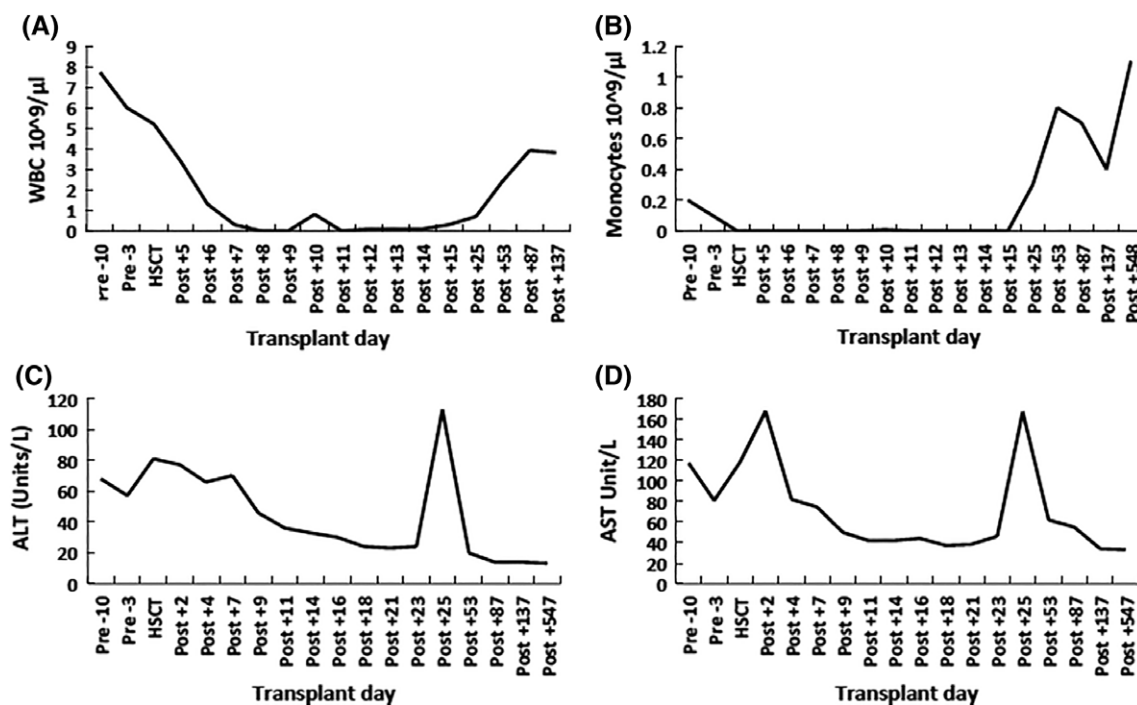 (A)
WBC 10^9/µl
9
8
7
6
5
4
3
2
1
0
Pre -10
Pre -3
HSCT
Post +5
Post +6
Post +7
Post +8
Post +9
Post +10
Post +11
Post +12
Post +13
Post +14
Post +15
Post +25
Post +53
Post +87
Post +137
Transplant day
(B)
Monocytes 10^9/µl
1.2
1
0.8
0.6
0.4
0.2
0
Pre -10
Pre -3
HSCT
Post +5
Post +6
Post +7
Post +8
Post +9
Post +10
Post +11
Post +12
Post +13
Post +14
Post +15
Post +25
Post +53
Post +87
Post +137
Post +548
Transplant day
(C)
ALT (Units/L)
120
100
80
60
40
20
0
Pre -10
Pre -3
HSCT
Post +2
Post +4
Post +7
Post +9
Post +11
Post +14
Post +16
Post +18
Post +21
Post +23
Post +25
Post +53
Post +87
Post +137
Post +547
Transplant day
(D)
AST Unit/L
180
160
140
120
100
80
60
40
20
0
Pre -10
Pre -3
HSCT
Post +2
Post +4
Post +7
Post +9
Post +11
Post +14
Post +16
Post +18
Post +21
Post +23
Post +25
Post +53
Post +87
Post +137
Post +547
Transplant day